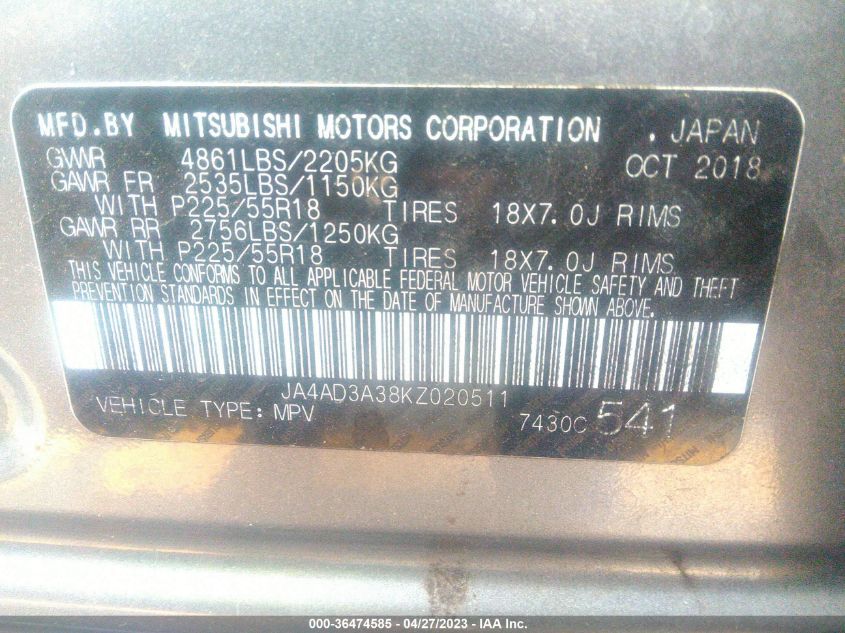 MFD.BY MITSUBISHI MOTORS CORPORATION . JAPAN
GVWR 4861LBS/2205KG OCT 2018
GAWR FR 2535LBS/1150KG
WITH P225/55R18 TIRES 18X7.0J RIMS
GAWR RR 2756LBS/1250KG
WITH P225/55R18 TIRES 18X7.0J RIMS
THIS VEHICLE CONFORMS TO ALL APPLICABLE FEDERAL MOTOR VEHICLE SAFETY AND THEFT
PREVENTION STANDARDS IN EFFECT ON THE DATE OF MANUFACTURE SHOWN ABOVE.
JA4AD3A38KZ020511
VEHICLE TYPE: MPV 7430C 541
000-36474585 - 04/27/2023 - © IAA Inc.